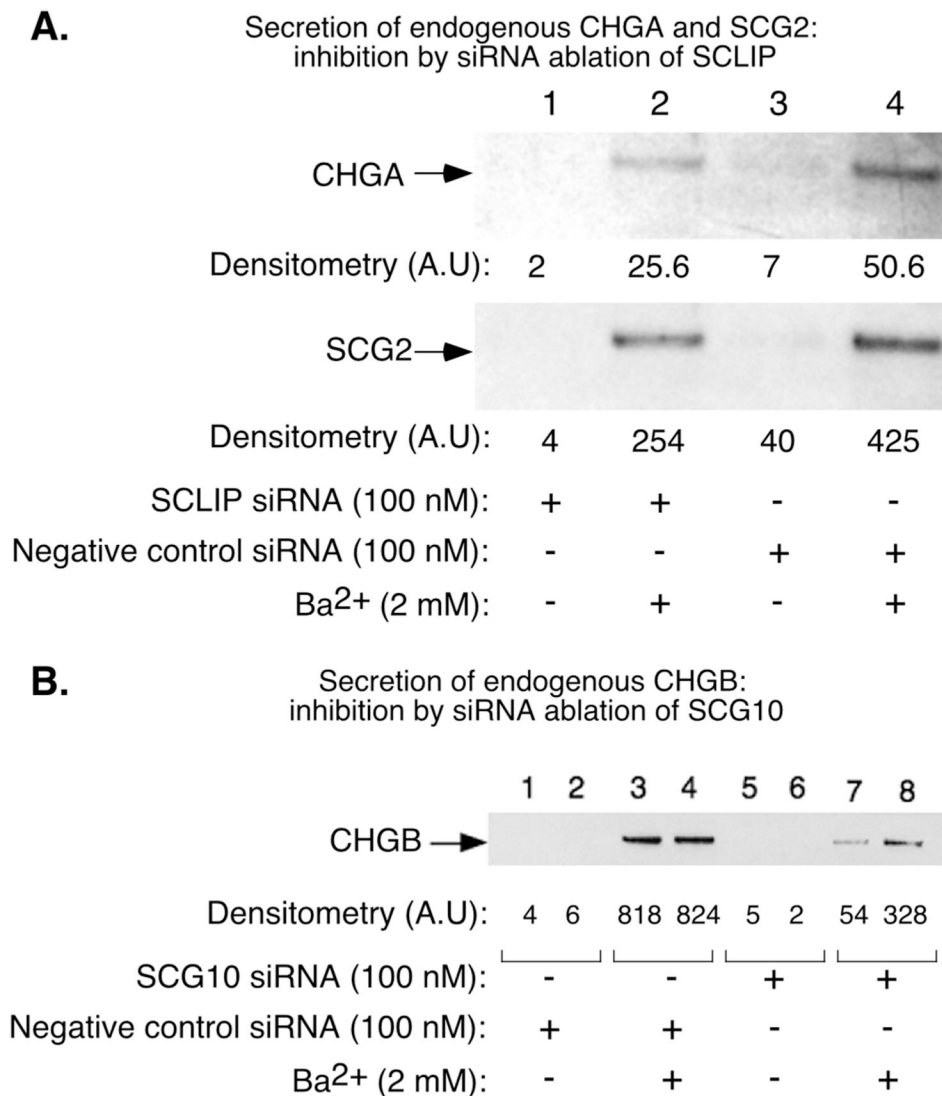 A.
Secretion of endogenous CHGA and SCG2:
inhibition by siRNA ablation of SCLIP
1 2 3 4
CHGA
Densitometry (A.U): 2 25.6 7 50.6
SCG2
Densitometry (A.U): 4 254 40 425
SCLIP siRNA (100 nM): + + - -
Negative control siRNA (100 nM): - - + +
Ba2+ (2 mM): - + - +
B.
Secretion of endogenous CHGB:
inhibition by siRNA ablation of SCG10
1 2 3 4 5 6 7 8
CHGB
Densitometry (A.U): 4 6 818 824 5 2 54 328
SCG10 siRNA (100 nM): - - + +
Negative control siRNA (100 nM): + + - -
Ba2+ (2 mM): - + - +